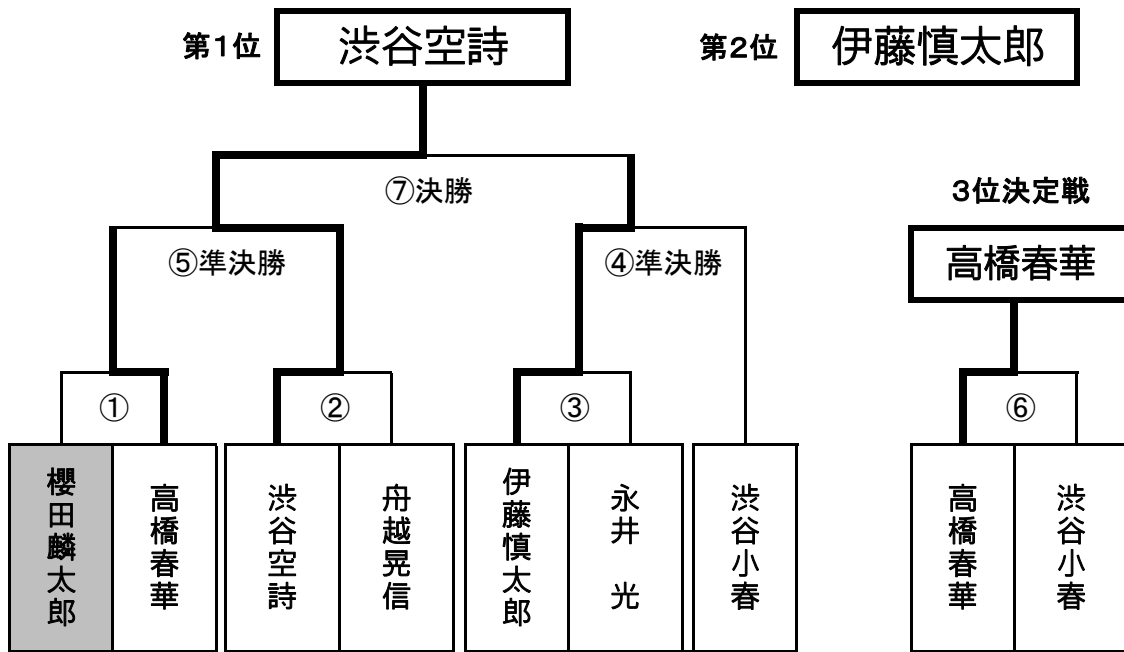 第1位
渋谷空詩
第2位
伊藤慎太郎
⑦決勝
3位決定戦
⑤準決勝
④準決勝
高橋春華
①
②
③
⑥
櫻田麟太郎
高橋春華
渋谷空詩
舟越晃信
伊藤慎太郎
永井 光
渋谷小春
高橋春華
渋谷小春